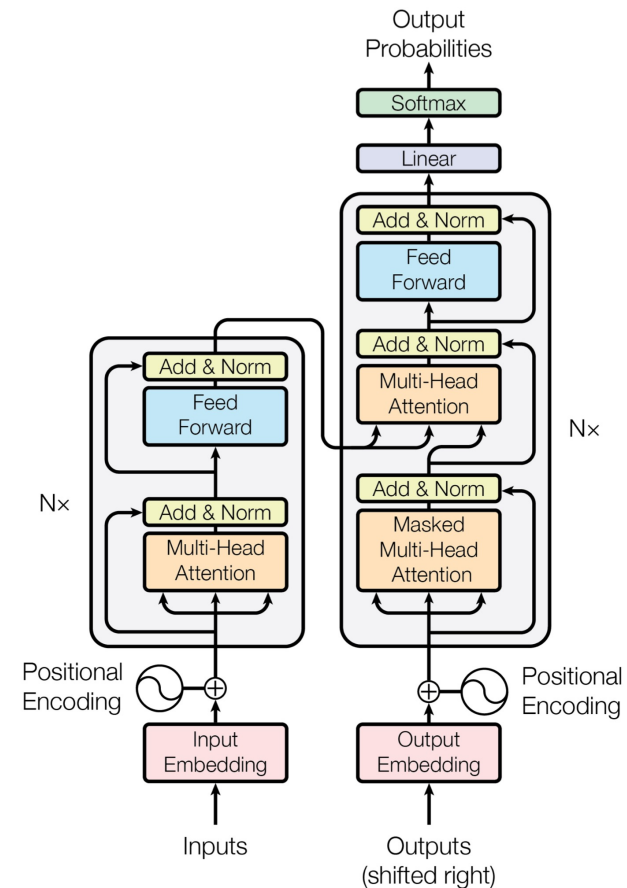 Output
Probabilities
Softmax
Linear
Add & Norm
Feed
Forward
Add & Norm
Multi-Head
Attention
Add & Norm
Masked
Multi-Head
Attention
Nx
Add & Norm
Feed
Forward
Add & Norm
Multi-Head
Attention
Nx
Positional
Encoding
Positional
Encoding
Input
Embedding
Output
Embedding
Inputs
Outputs
(shifted right)